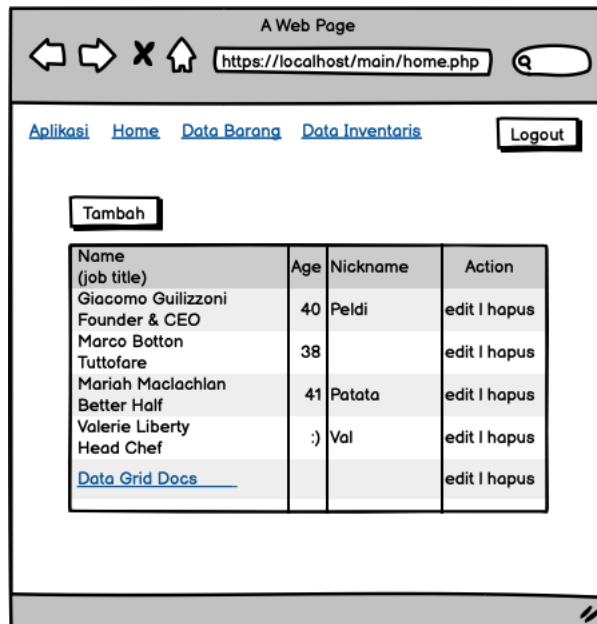 A Web Page
https://localhost/main/home.php
Aplikasi Home Data Barang Data Inventaris Logout
Tambah
Name
(job title) Age Nickname Action
Giacomo Guilizzoni
Founder & CEO 40 Peldi edit | hapus
Marco Botton
Tuttofare 38 edit | hapus
Mariah Maclachlan
Better Half 41 Patata edit | hapus
Valerie Liberty
Head Chef :) Val edit | hapus
Data Grid Docs edit | hapus